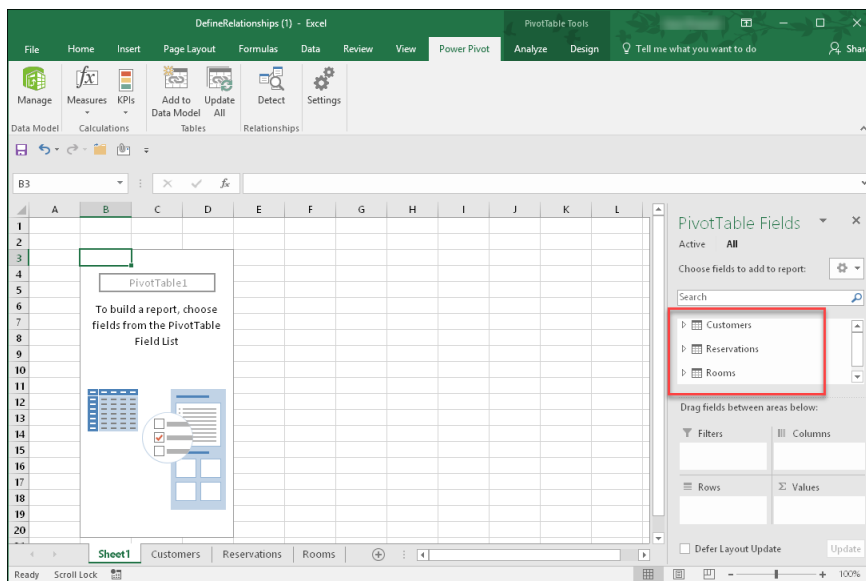 DefineRelationships (1) - Excel
PivotTable Tools
File Home Insert Page Layout Formulas Data Review View Power Pivot Analyze Design Tell me what you want to do Shar
Manage
Measures
KPIs
Add to
Data Model
Update
All
Detect
Settings
Data Model Calculations Tables Relationships
B3
fx
A B C D E F G H I J K L
1
2
3
4
5
6
7
8
9
10
11
12
13
14
15
16
17
18
19
20
PivotTable1
To build a report, choose
fields from the PivotTable
Field List
PivotTable Fields
Active All
Choose fields to add to report:
Search
Customers
Reservations
Rooms
Drag fields between areas below:
Filters Columns
Rows Σ Values
Defer Layout Update Update
Sheet1 Customers Reservations Rooms
Ready Scroll Lock 100%